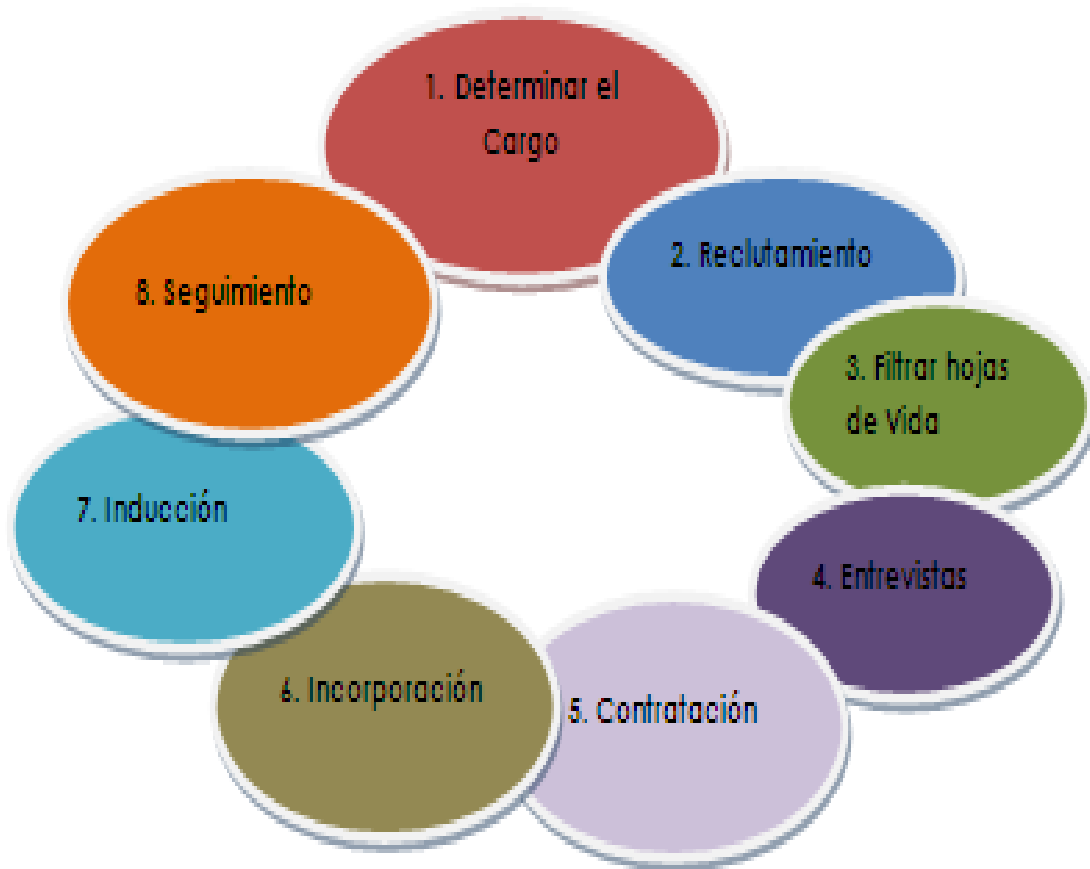 1. Determinar el
Cargo
2. Reclutamiento
3. Filtrar hojas
de Vida
4. Entrevistas
5. Contratación
6. Incorporación
7. Inducción
8. Seguimiento